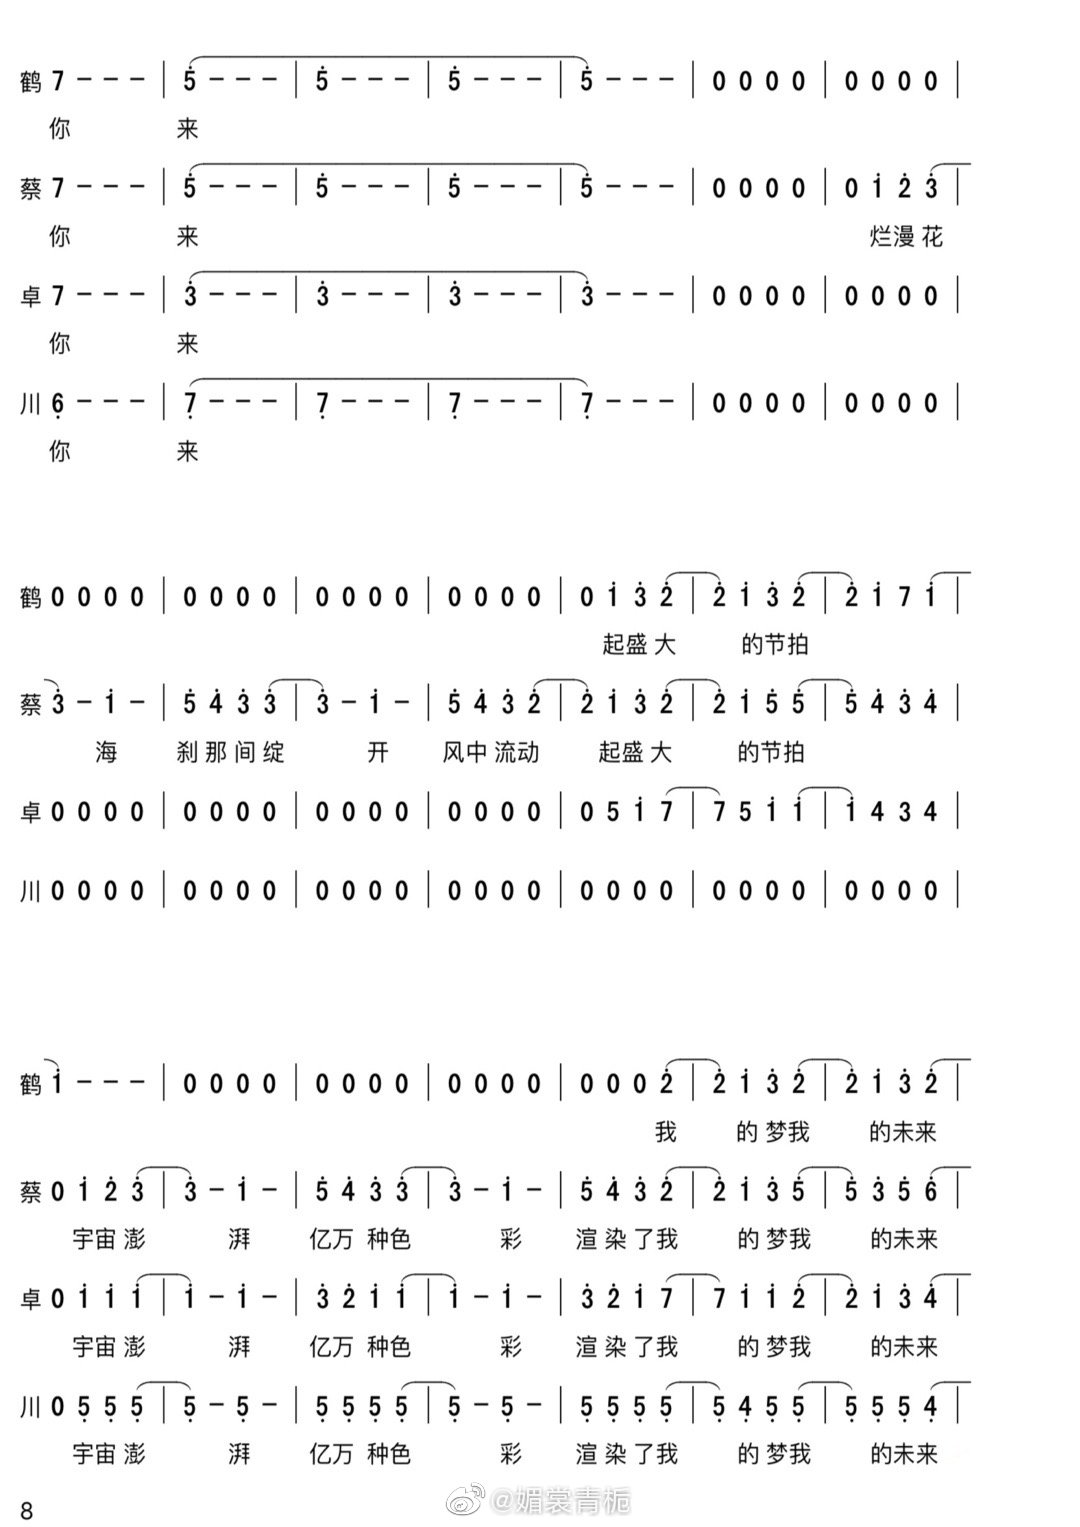 鹤 7 - - - | 5̇ - - - | 5̇ - - - | 5̇ - - - | 5̇ - - - | 0 0 0 0 | 0 0 0 0 |
你 来
蔡 7 - - - | 5̇ - - - | 5̇ - - - | 5̇ - - - | 5̇ - - - | 0 0 0 0 | 0 1̇ 2̇ 3̇ |
你 来 烂漫 花
卓 7 - - - | 3̇ - - - | 3̇ - - - | 3̇ - - - | 3̇ - - - | 0 0 0 0 | 0 0 0 0 |
你 来
川 6̣ - - - | 7̣ - - - | 7̣ - - - | 7̣ - - - | 7̣ - - - | 0 0 0 0 | 0 0 0 0 |
你 来
鹤 0 0 0 0 | 0 0 0 0 | 0 0 0 0 | 0 0 0 0 | 0 1̇ 3̇ 2̇ | 2̇ 1̇ 3̇ 2̇ | 2̇ 1̇ 7 1̇ |
起盛 大 的节拍
蔡 3̇ - 1̇ - | 5̇ 4̇ 3̇ 3̇ | 3̇ - 1̇ - | 5̇ 4̇ 3̇ 2̇ | 2̇ 1̇ 3̇ 2̇ | 2̇ 1̇ 5̇ 5̇ | 5̇ 4̇ 3̇ 4̇ |
海 刹 那 间 绽 开 风中 流动 起盛 大 的节拍
卓 0 0 0 0 | 0 0 0 0 | 0 0 0 0 | 0 0 0 0 | 0 5 1̇ 7 | 7 5 1̇ 1̇ | 1̇ 4 3 4 |
川 0 0 0 0 | 0 0 0 0 | 0 0 0 0 | 0 0 0 0 | 0 0 0 0 | 0 0 0 0 | 0 0 0 0 |
鹤 1̇ - - - | 0 0 0 0 | 0 0 0 0 | 0 0 0 0 | 0 0 0 2̇ | 2̇ 1̇ 3̇ 2̇ | 2̇ 1̇ 3̇ 2̇ |
我 的 梦我 的未来
蔡 0 1̇ 2̇ 3̇ | 3̇ - 1̇ - | 5̇ 4̇ 3̇ 3̇ | 3̇ - 1̇ - | 5̇ 4̇ 3̇ 2̇ | 2̇ 1̇ 3̇ 5̇ | 5̇ 3̇ 5̇ 6̇ |
宇宙 澎 湃 亿万 种色 彩 渲 染 了我 的 梦我 的未来
卓 0 1̇ 1̇ 1̇ | 1̇ - 1̇ - | 3̇ 2̇ 1̇ 1̇ | 1̇ - 1̇ - | 3̇ 2̇ 1̇ 7 | 7 1̇ 1̇ 2̇ | 2̇ 1̇ 3̇ 4̇ |
宇宙 澎 湃 亿万 种色 彩 渲 染 了我 的 梦我 的未来
川 0 5̣ 5̣ 5̣ | 5̣ - 5̣ - | 5̣ 5̣ 5̣ 5̣ | 5̣ - 5̣ - | 5̣ 5̣ 5̣ 5̣ | 5̣ 4̣ 5̣ 5̣ | 5̣ 5̣ 5̣ 4̣ |
宇宙 澎 湃 亿万 种色 彩 渲 染 了我 的 梦我 的未来
@媚裳青栀
8